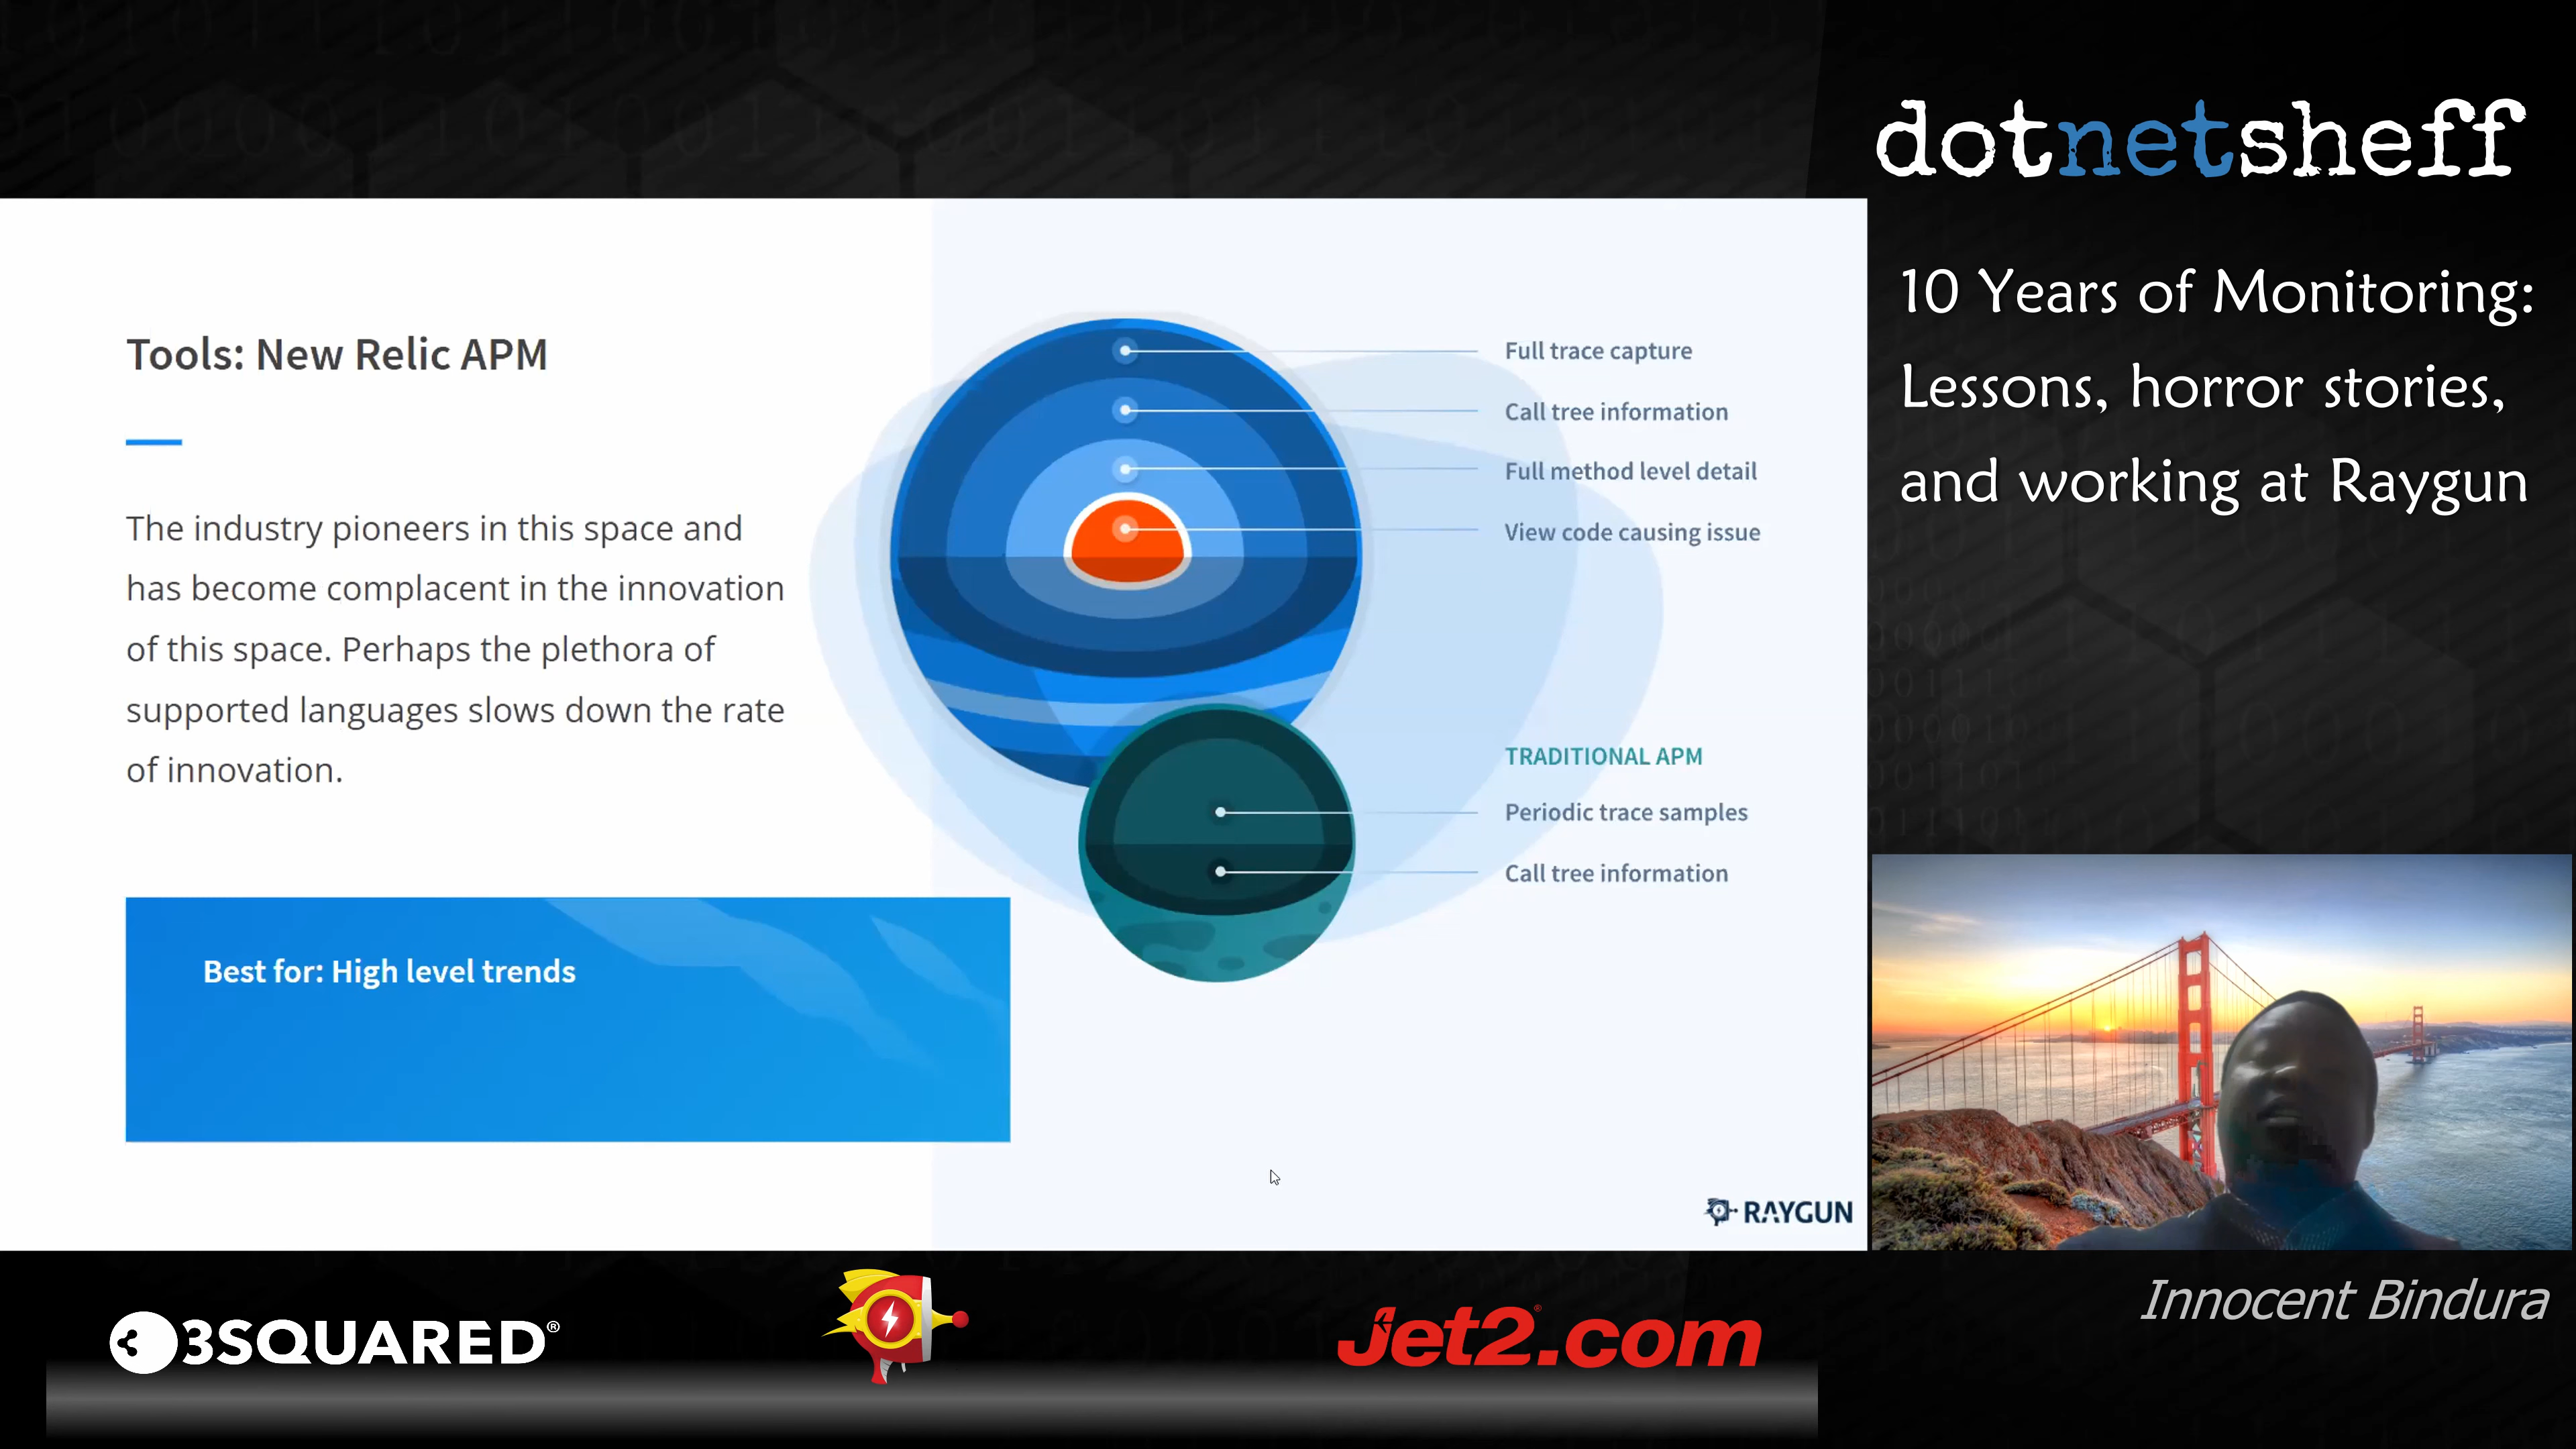 dotnetsheff
10 Years of Monitoring:
Lessons, horror stories,
and working at Raygun
Tools: New Relic APM
The industry pioneers in this space and
has become complacent in the innovation
of this space. Perhaps the plethora of
supported languages slows down the rate
of innovation.
Best for: High level trends
Full trace capture
Call tree information
Full method level detail
View code causing issue
TRADITIONAL APM
Periodic trace samples
Call tree information
RAYGUN
Innocent Bindura
3SQUARED®
Jet2.com®